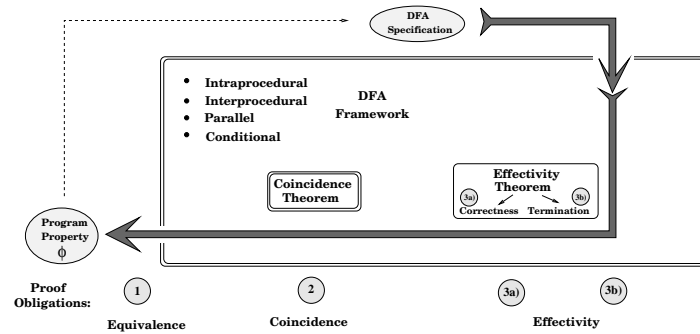 DFA
Specification
• Intraprocedural
• Interprocedural
• Parallel
• Conditional
DFA
Framework
Coincidence
Theorem
Effectivity
Theorem
3a)
3b)
Correctness
Termination
Program
Property
ϕ
Proof
Obligations:
1
2
3a)
3b)
Equivalence
Coincidence
Effectivity